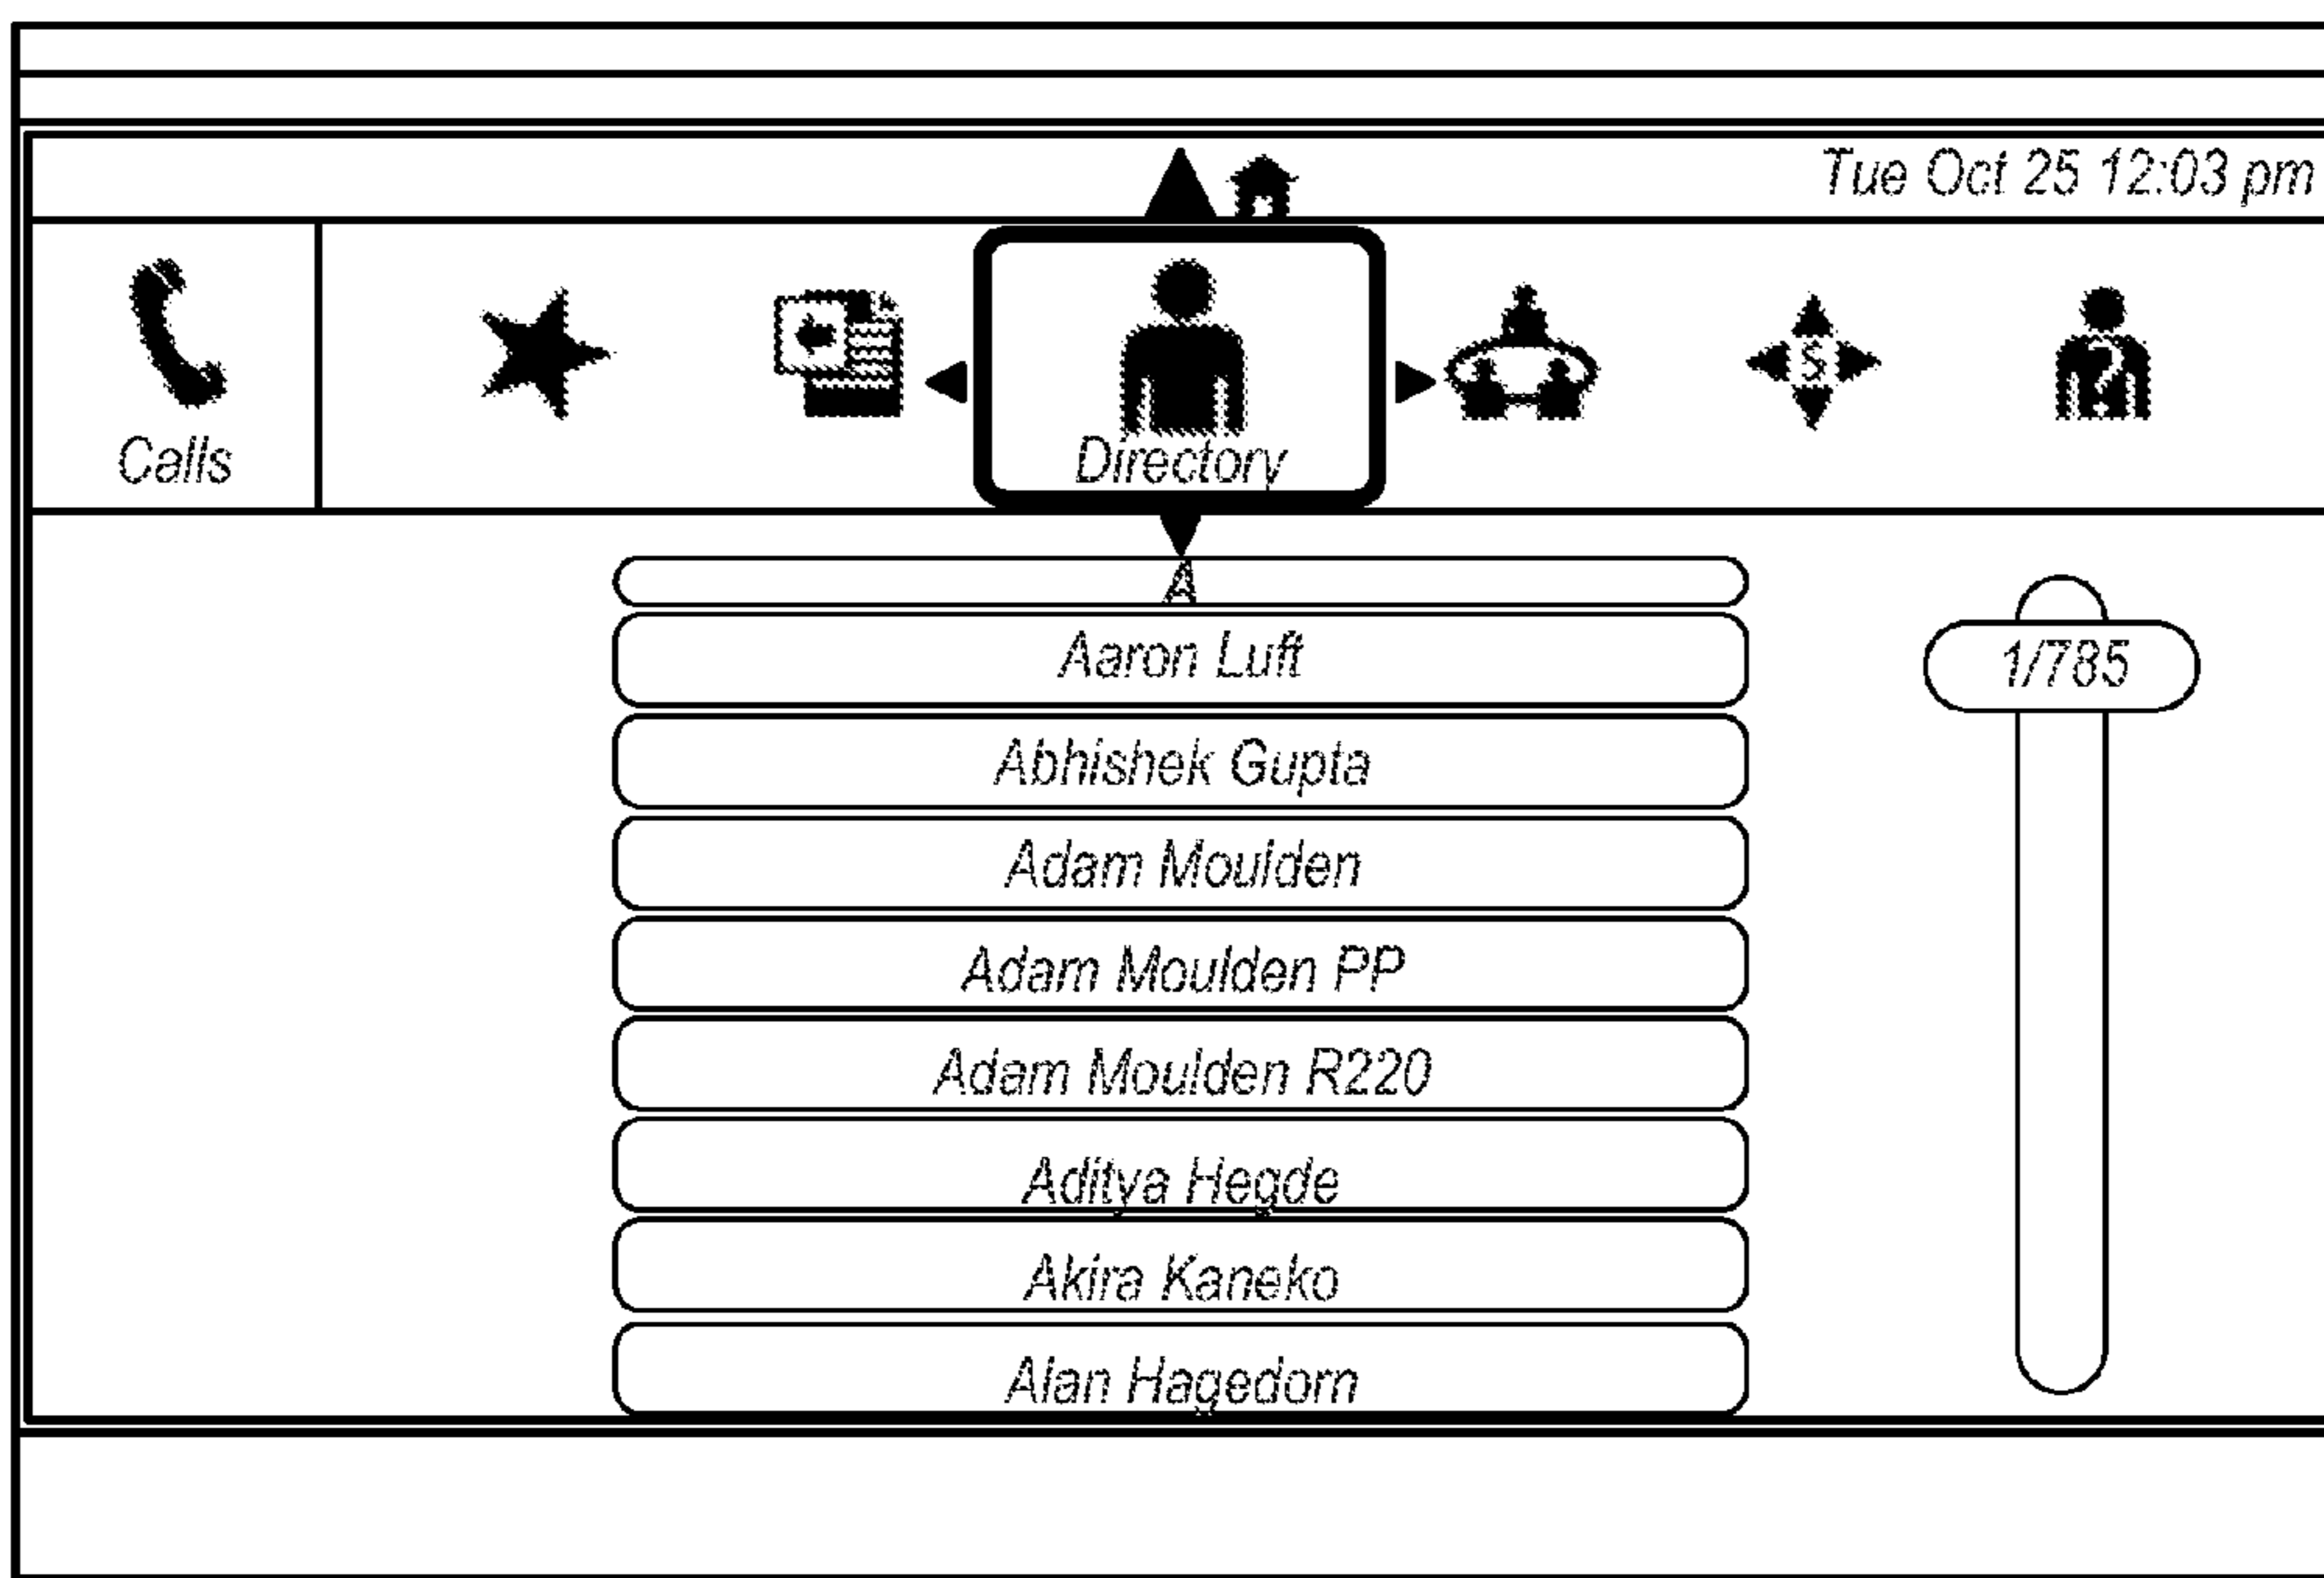 Tue Oct 25 12:03 pm
Calls
Directory
A
Aaron Luft
1/785
Abhishek Gupta
Adam Moulden
Adam Moulden PP
Adam Moulden R220
Aditya Hegde
Akira Kaneko
Alan Hagedorn